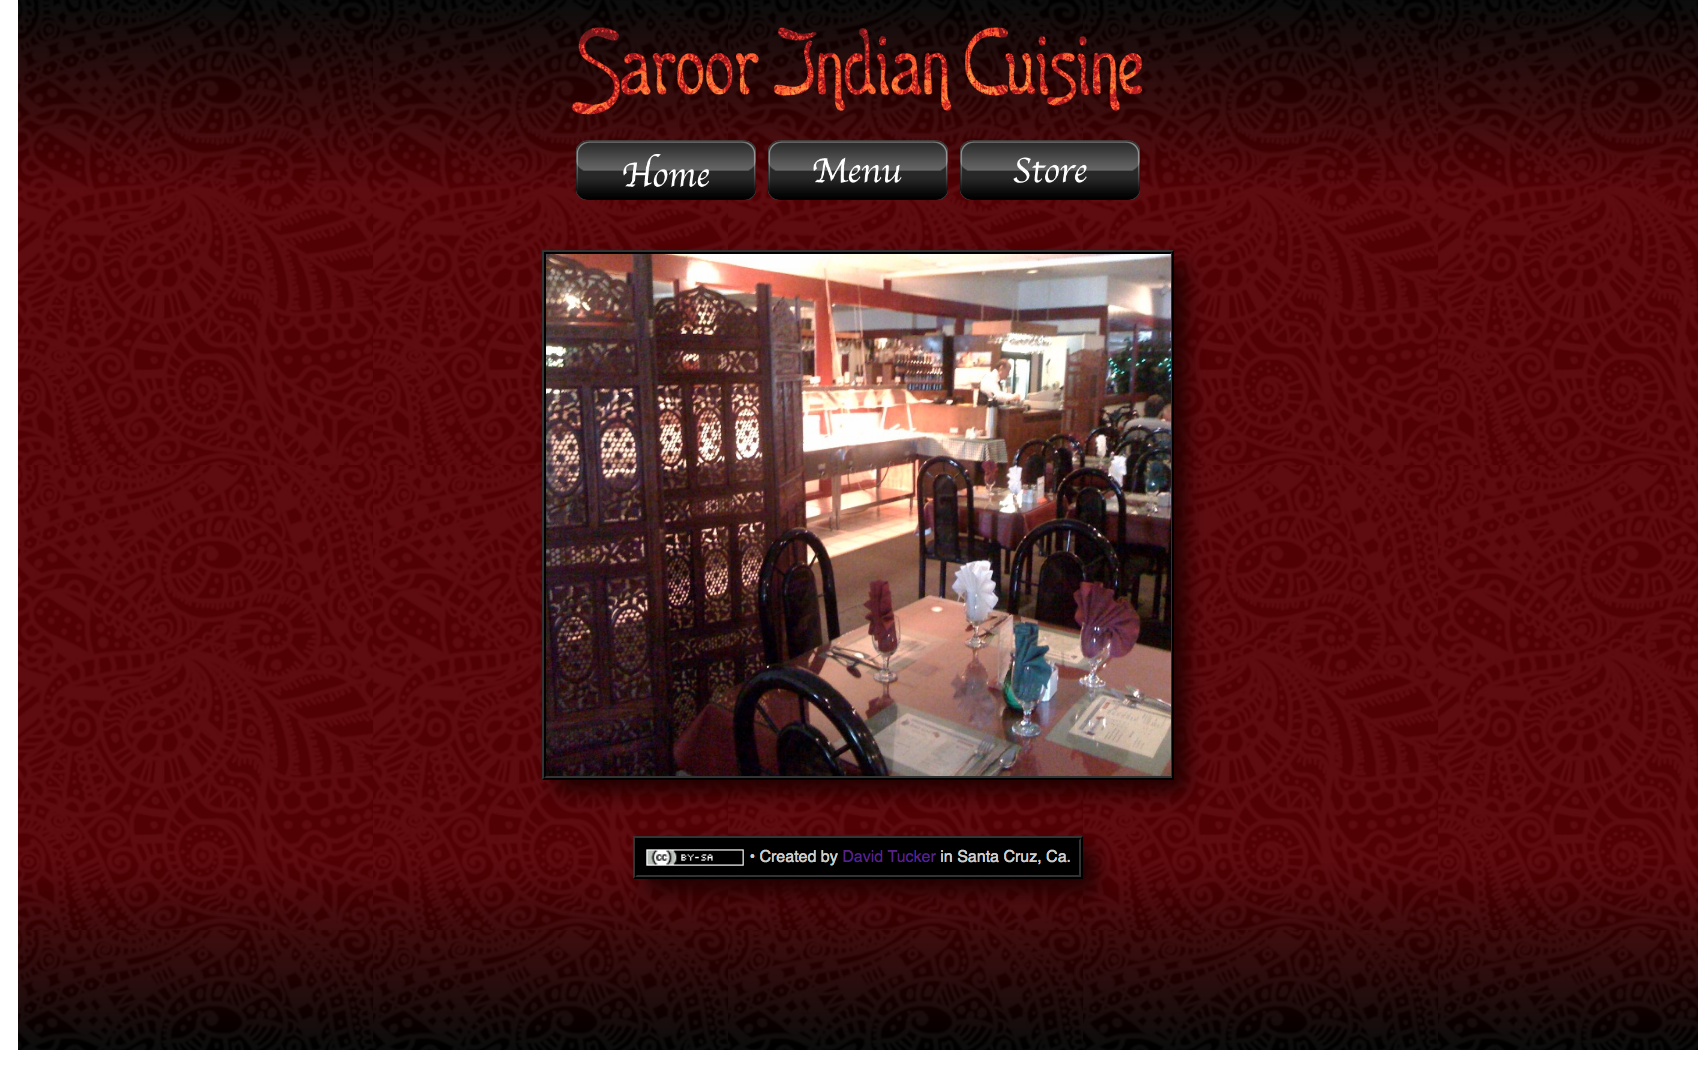 Saroor Indian Cuisine
Home Menu Store
cc BY-SA • Created by David Tucker in Santa Cruz, Ca.